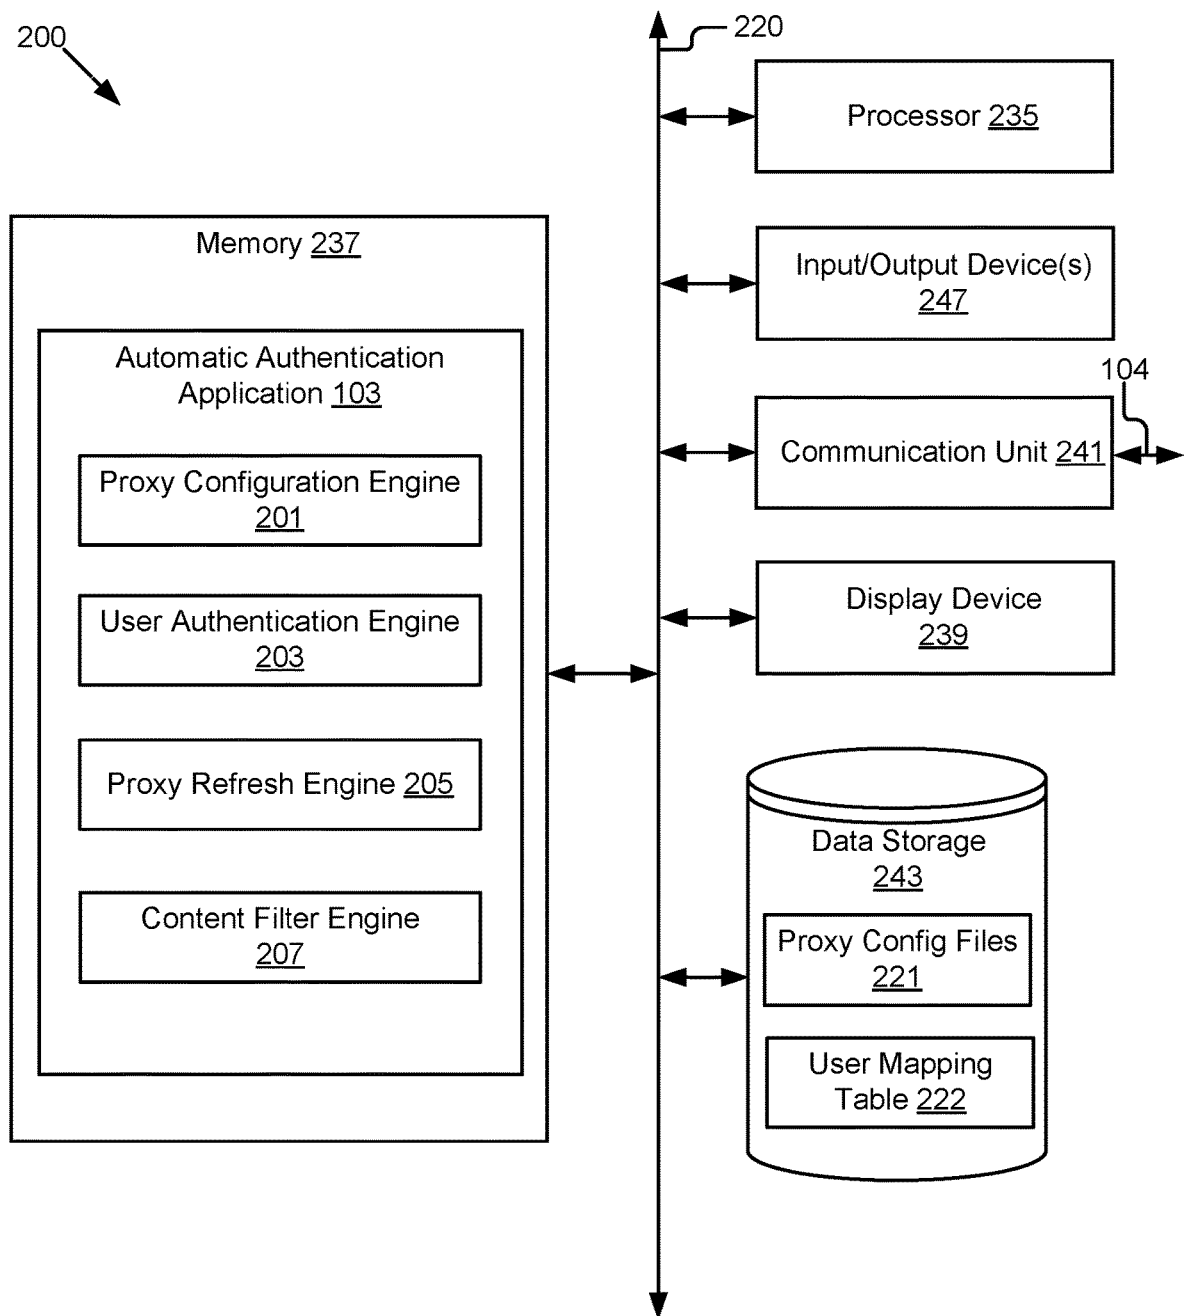 200
220
Processor 235
Memory 237
Input/Output Device(s)
247
Automatic Authentication
Application 103
104
Communication Unit 241
Proxy Configuration Engine
201
User Authentication Engine
203
Display Device
239
Proxy Refresh Engine 205
Data Storage
243
Content Filter Engine
207
Proxy Config Files
221
User Mapping
Table 222